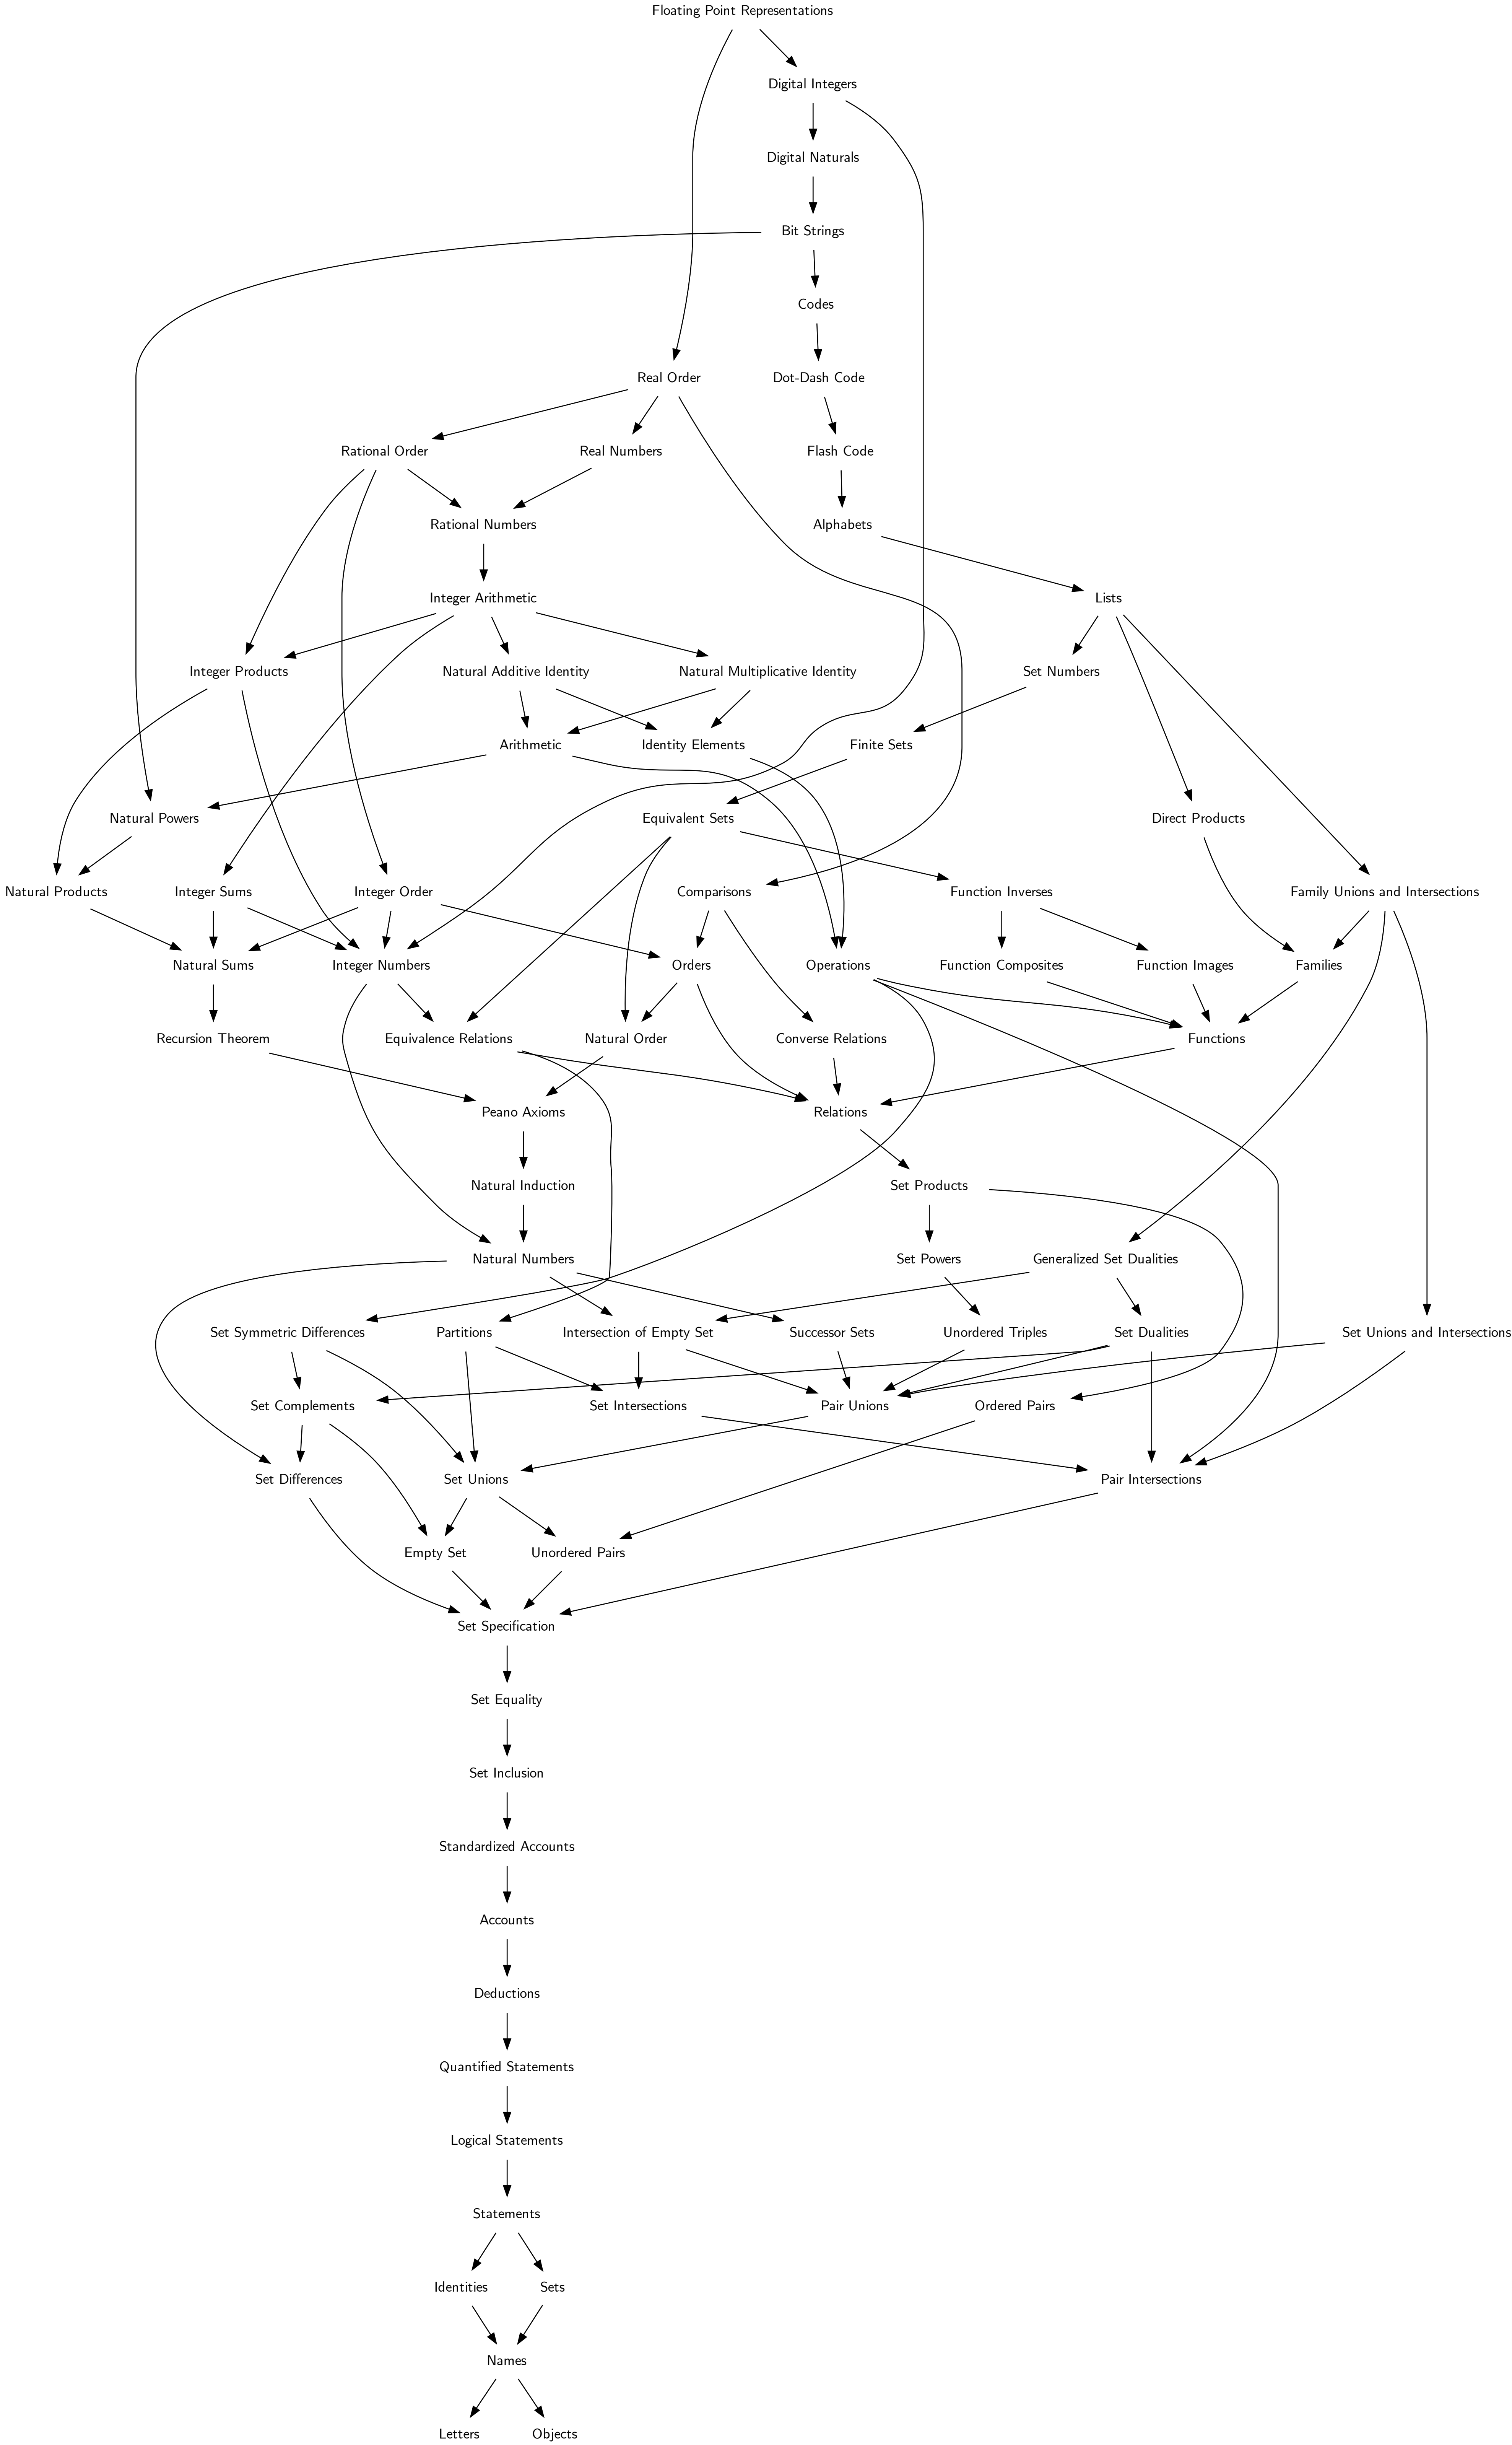 Floating Point Representations
Digital Integers
Digital Naturals
Bit Strings
Codes
Real Order
Dot-Dash Code
Rational Order
Real Numbers
Flash Code
Rational Numbers
Alphabets
Integer Arithmetic
Lists
Integer Products
Natural Additive Identity
Natural Multiplicative Identity
Set Numbers
Arithmetic
Identity Elements
Finite Sets
Natural Powers
Equivalent Sets
Direct Products
Natural Products
Integer Sums
Integer Order
Comparisons
Function Inverses
Family Unions and Intersections
Natural Sums
Integer Numbers
Orders
Operations
Function Composites
Function Images
Families
Recursion Theorem
Equivalence Relations
Natural Order
Converse Relations
Functions
Peano Axioms
Relations
Natural Induction
Set Products
Natural Numbers
Set Powers
Generalized Set Dualities
Set Symmetric Differences
Partitions
Intersection of Empty Set
Successor Sets
Unordered Triples
Set Dualities
Set Unions and Intersections
Set Complements
Set Intersections
Pair Unions
Ordered Pairs
Set Differences
Set Unions
Pair Intersections
Empty Set
Unordered Pairs
Set Specification
Set Equality
Set Inclusion
Standardized Accounts
Accounts
Deductions
Quantified Statements
Logical Statements
Statements
Identities
Sets
Names
Letters
Objects